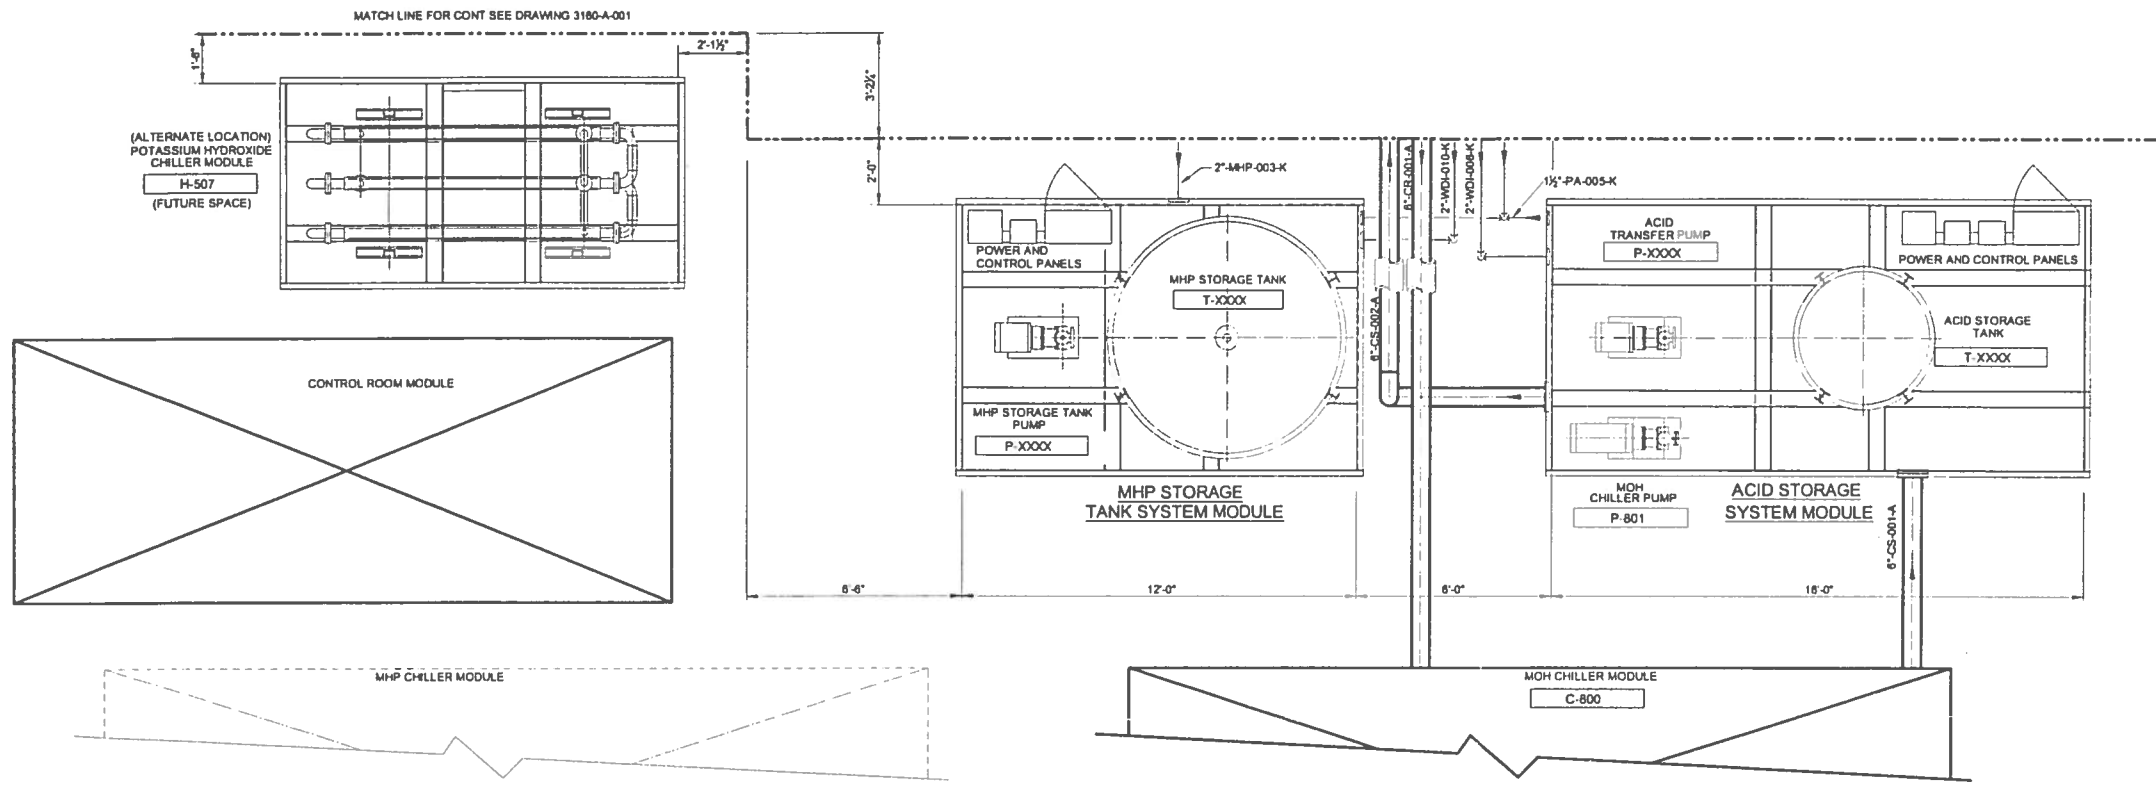 MATCH LINE FOR CONT SEE DRAWING 3160-A-001
1'-6"
2'-1½"
3'-2¼"
2'-0"
(ALTERNATE LOCATION)
POTASSIUM HYDROXIDE
CHILLER MODULE
H-507
(FUTURE SPACE)
2"-MHP-003-K
6"-CR-001-A
2"-WDI-010-K
2"-WDI-006-K
1½"-PA-005-K
POWER AND
CONTROL PANELS
MHP STORAGE TANK
T-XXXX
6"-CS-002-A
ACID
TRANSFER PUMP
P-XXXX
POWER AND CONTROL PANELS
ACID STORAGE
TANK
T-XXXX
CONTROL ROOM MODULE
MHP STORAGE TANK
PUMP
P-XXXX
MHP STORAGE
TANK SYSTEM MODULE
MOH
CHILLER PUMP
P-801
ACID STORAGE
SYSTEM MODULE
6"-CS-001-A
6'-6"
12'-0"
6'-0"
16'-0"
MHP CHILLER MODULE
MOH CHILLER MODULE
C-800